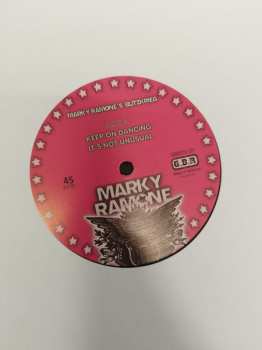 MARKY RAMONE'S BLITZKRIEG
KEEP ON DANCING
IT'S NOT UNUSUAL
45
G.B.R
MARKY
RAMONE